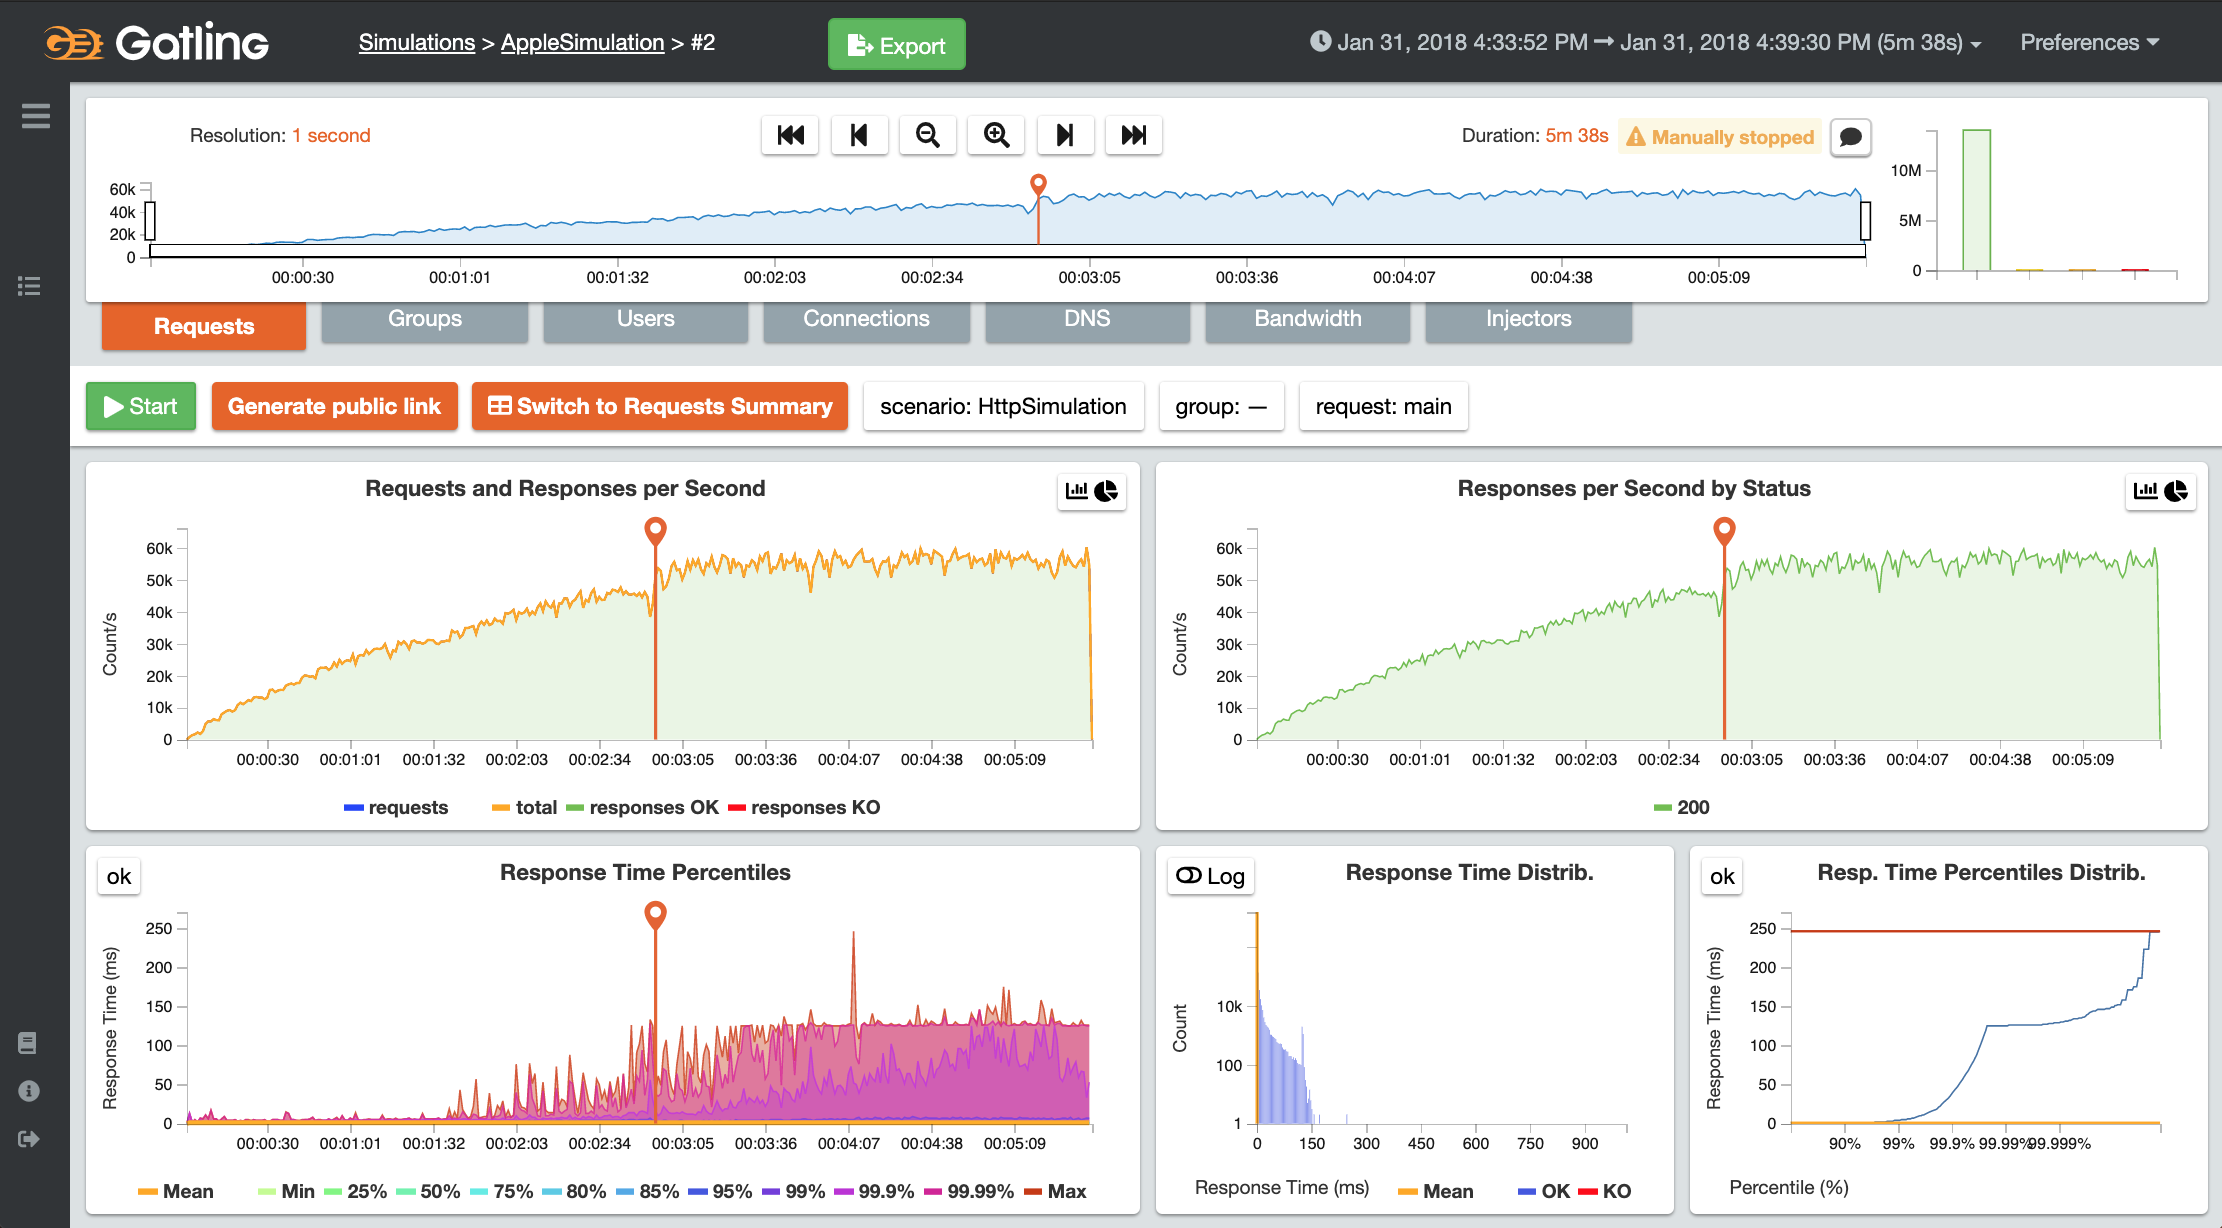 Gatling
Simulations > AppleSimulation > #2
Export
Jan 31, 2018 4:33:52 PM → Jan 31, 2018 4:39:30 PM (5m 38s)
Preferences
Resolution: 1 second
Duration: 5m 38s
Manually stopped
60k
40k
20k
0
00:00:30 00:01:01 00:01:32 00:02:03 00:02:34 00:03:05 00:03:36 00:04:07 00:04:38 00:05:09
10M
5M
0
Requests
Groups
Users
Connections
DNS
Bandwidth
Injectors
Start
Generate public link
Switch to Requests Summary
scenario: HttpSimulation
group: —
request: main
Requests and Responses per Second
Count/s
60k
50k
40k
30k
20k
10k
0
00:00:30 00:01:01 00:01:32 00:02:03 00:02:34 00:03:05 00:03:36 00:04:07 00:04:38 00:05:09
requests total responses OK responses KO
Responses per Second by Status
Count/s
60k
50k
40k
30k
20k
10k
0
00:00:30 00:01:01 00:01:32 00:02:03 00:02:34 00:03:05 00:03:36 00:04:07 00:04:38 00:05:09
200
ok
Response Time Percentiles
Response Time (ms)
250
200
150
100
50
0
00:00:30 00:01:01 00:01:32 00:02:03 00:02:34 00:03:05 00:03:36 00:04:07 00:04:38 00:05:09
Mean Min 25% 50% 75% 80% 85% 95% 99% 99.9% 99.99% Max
Log
Response Time Distrib.
Count
10k
100
1
0 150 300 450 600 750 900
Response Time (ms)
Mean OK KO
ok
Resp. Time Percentiles Distrib.
Response Time (ms)
250
200
150
100
50
0
90% 99% 99.9% 99.99% 99.999%
Percentile (%)